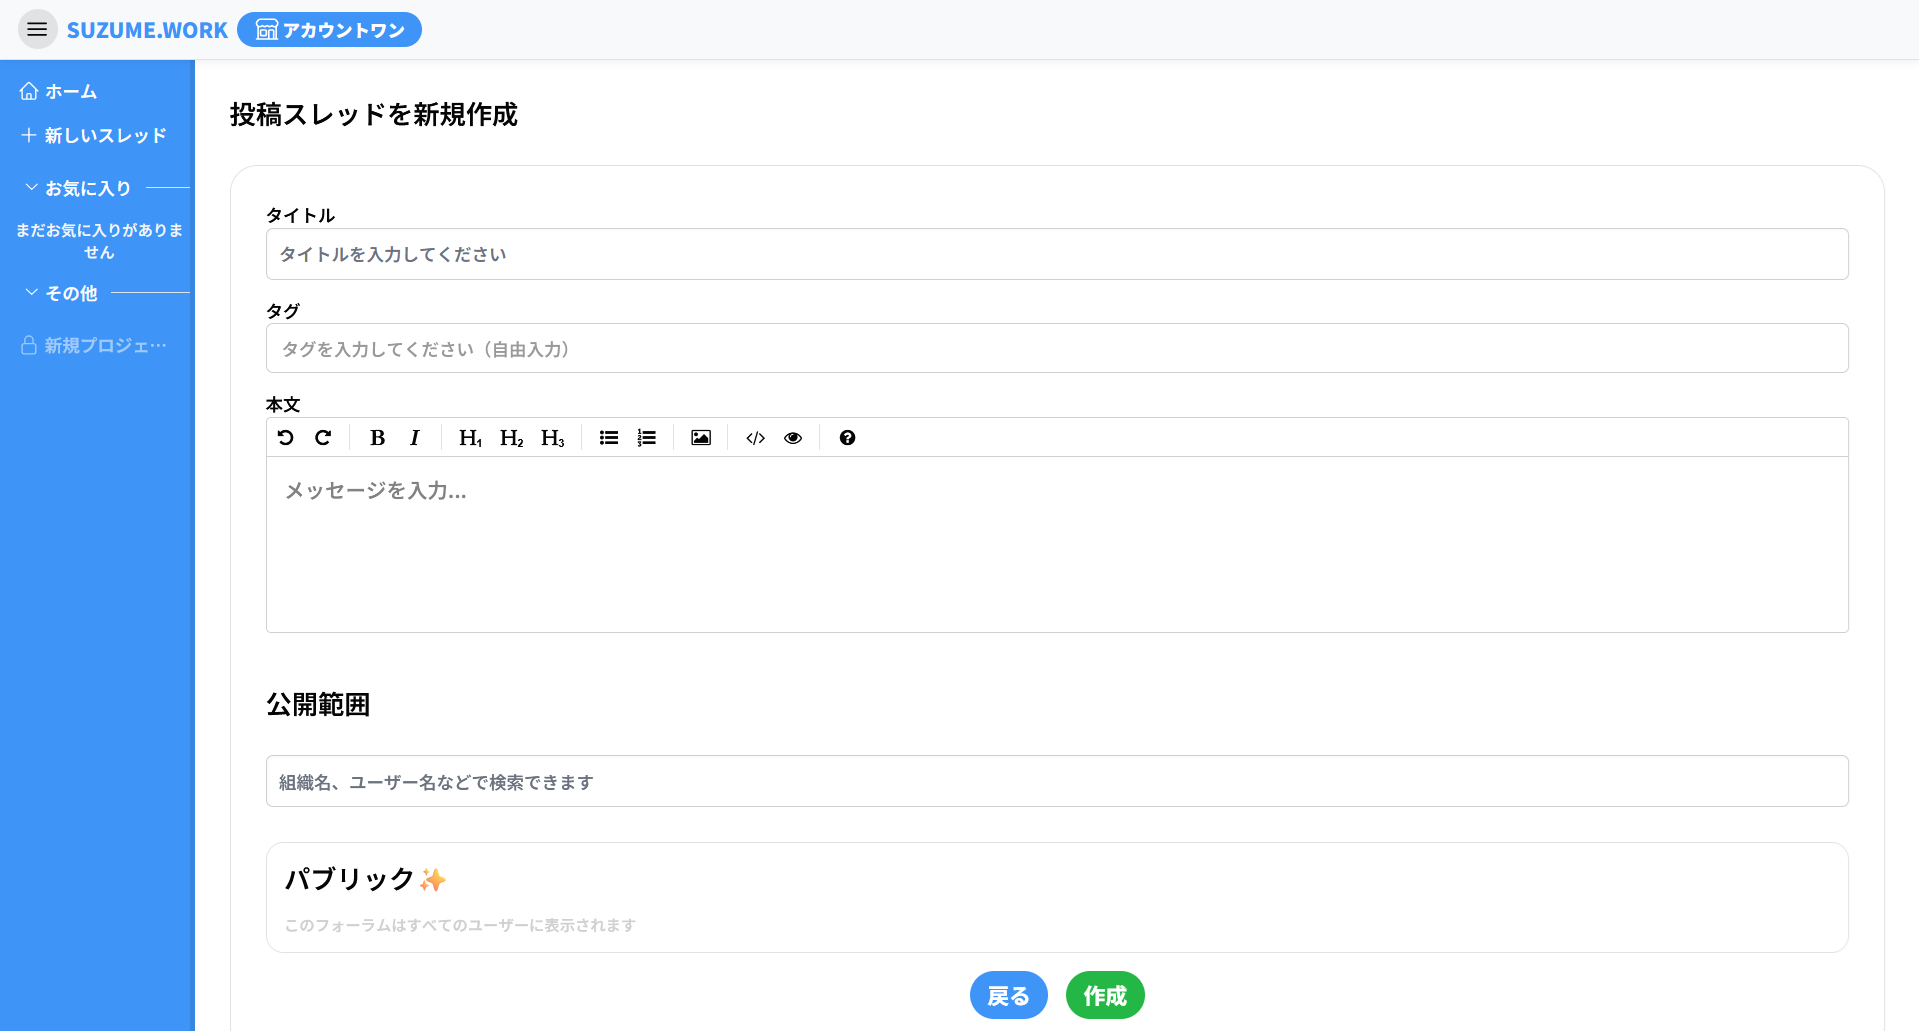 SUZUME.WORK アカウントワン
ホーム
新しいスレッド
お気に入り
まだお気に入りがありま
せん
その他
新規プロジェ…
投稿スレッドを新規作成
タイトル
タイトルを入力してください
タグ
タグを入力してください（自由入力）
本文
B I H1 H2 H3
メッセージを入力...
公開範囲
組織名、ユーザー名などで検索できます
パブリック✨
このフォーラムはすべてのユーザーに表示されます
戻る 作成